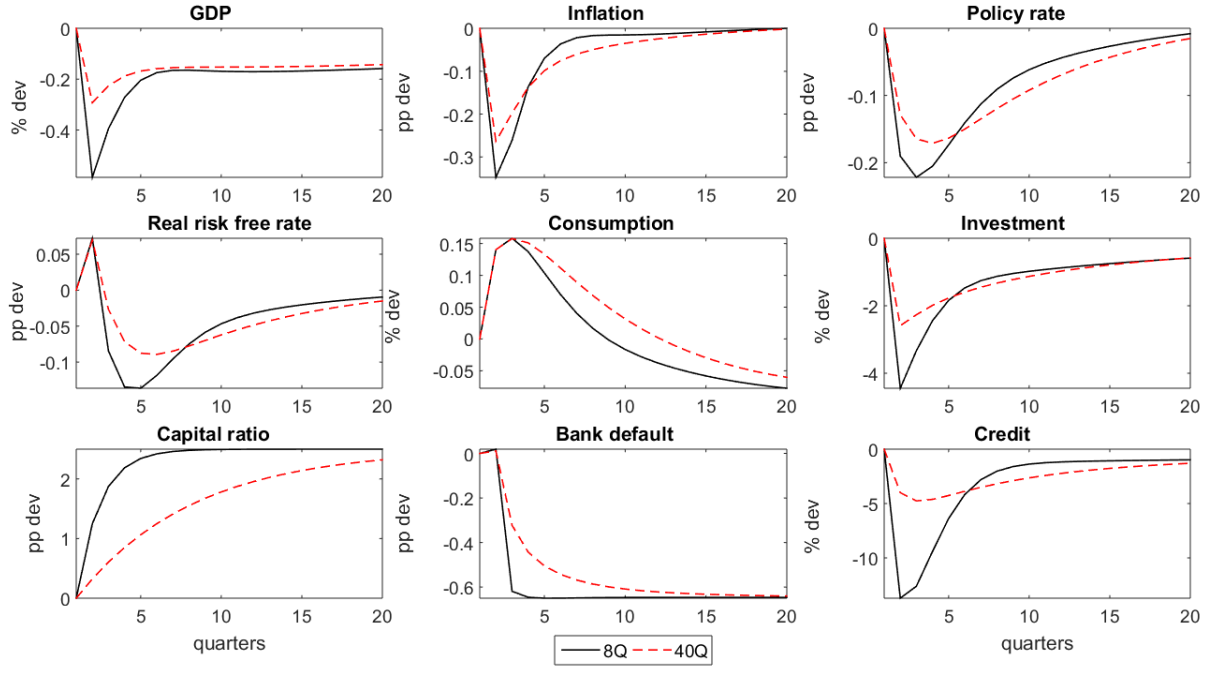 GDP Inflation Policy rate
0 0 0
-0.2 -0.1 -0.1
-0.4 -0.2 -0.2
-0.3
% dev pp dev pp dev
5 10 15 20 5 10 15 20 5 10 15 20
Real risk free rate Consumption Investment
0.05 0.15 0
0 0.1 -2
-0.05 0.05 -4
-0.1 0
-0.05
pp dev % dev % dev
5 10 15 20 5 10 15 20 5 10 15 20
Capital ratio Bank default Credit
2 0 0
1 -0.2 -5
0 -0.4 -10
-0.6
pp dev pp dev % dev
5 10 15 20 5 10 15 20 5 10 15 20
quarters quarters
8Q 40Q